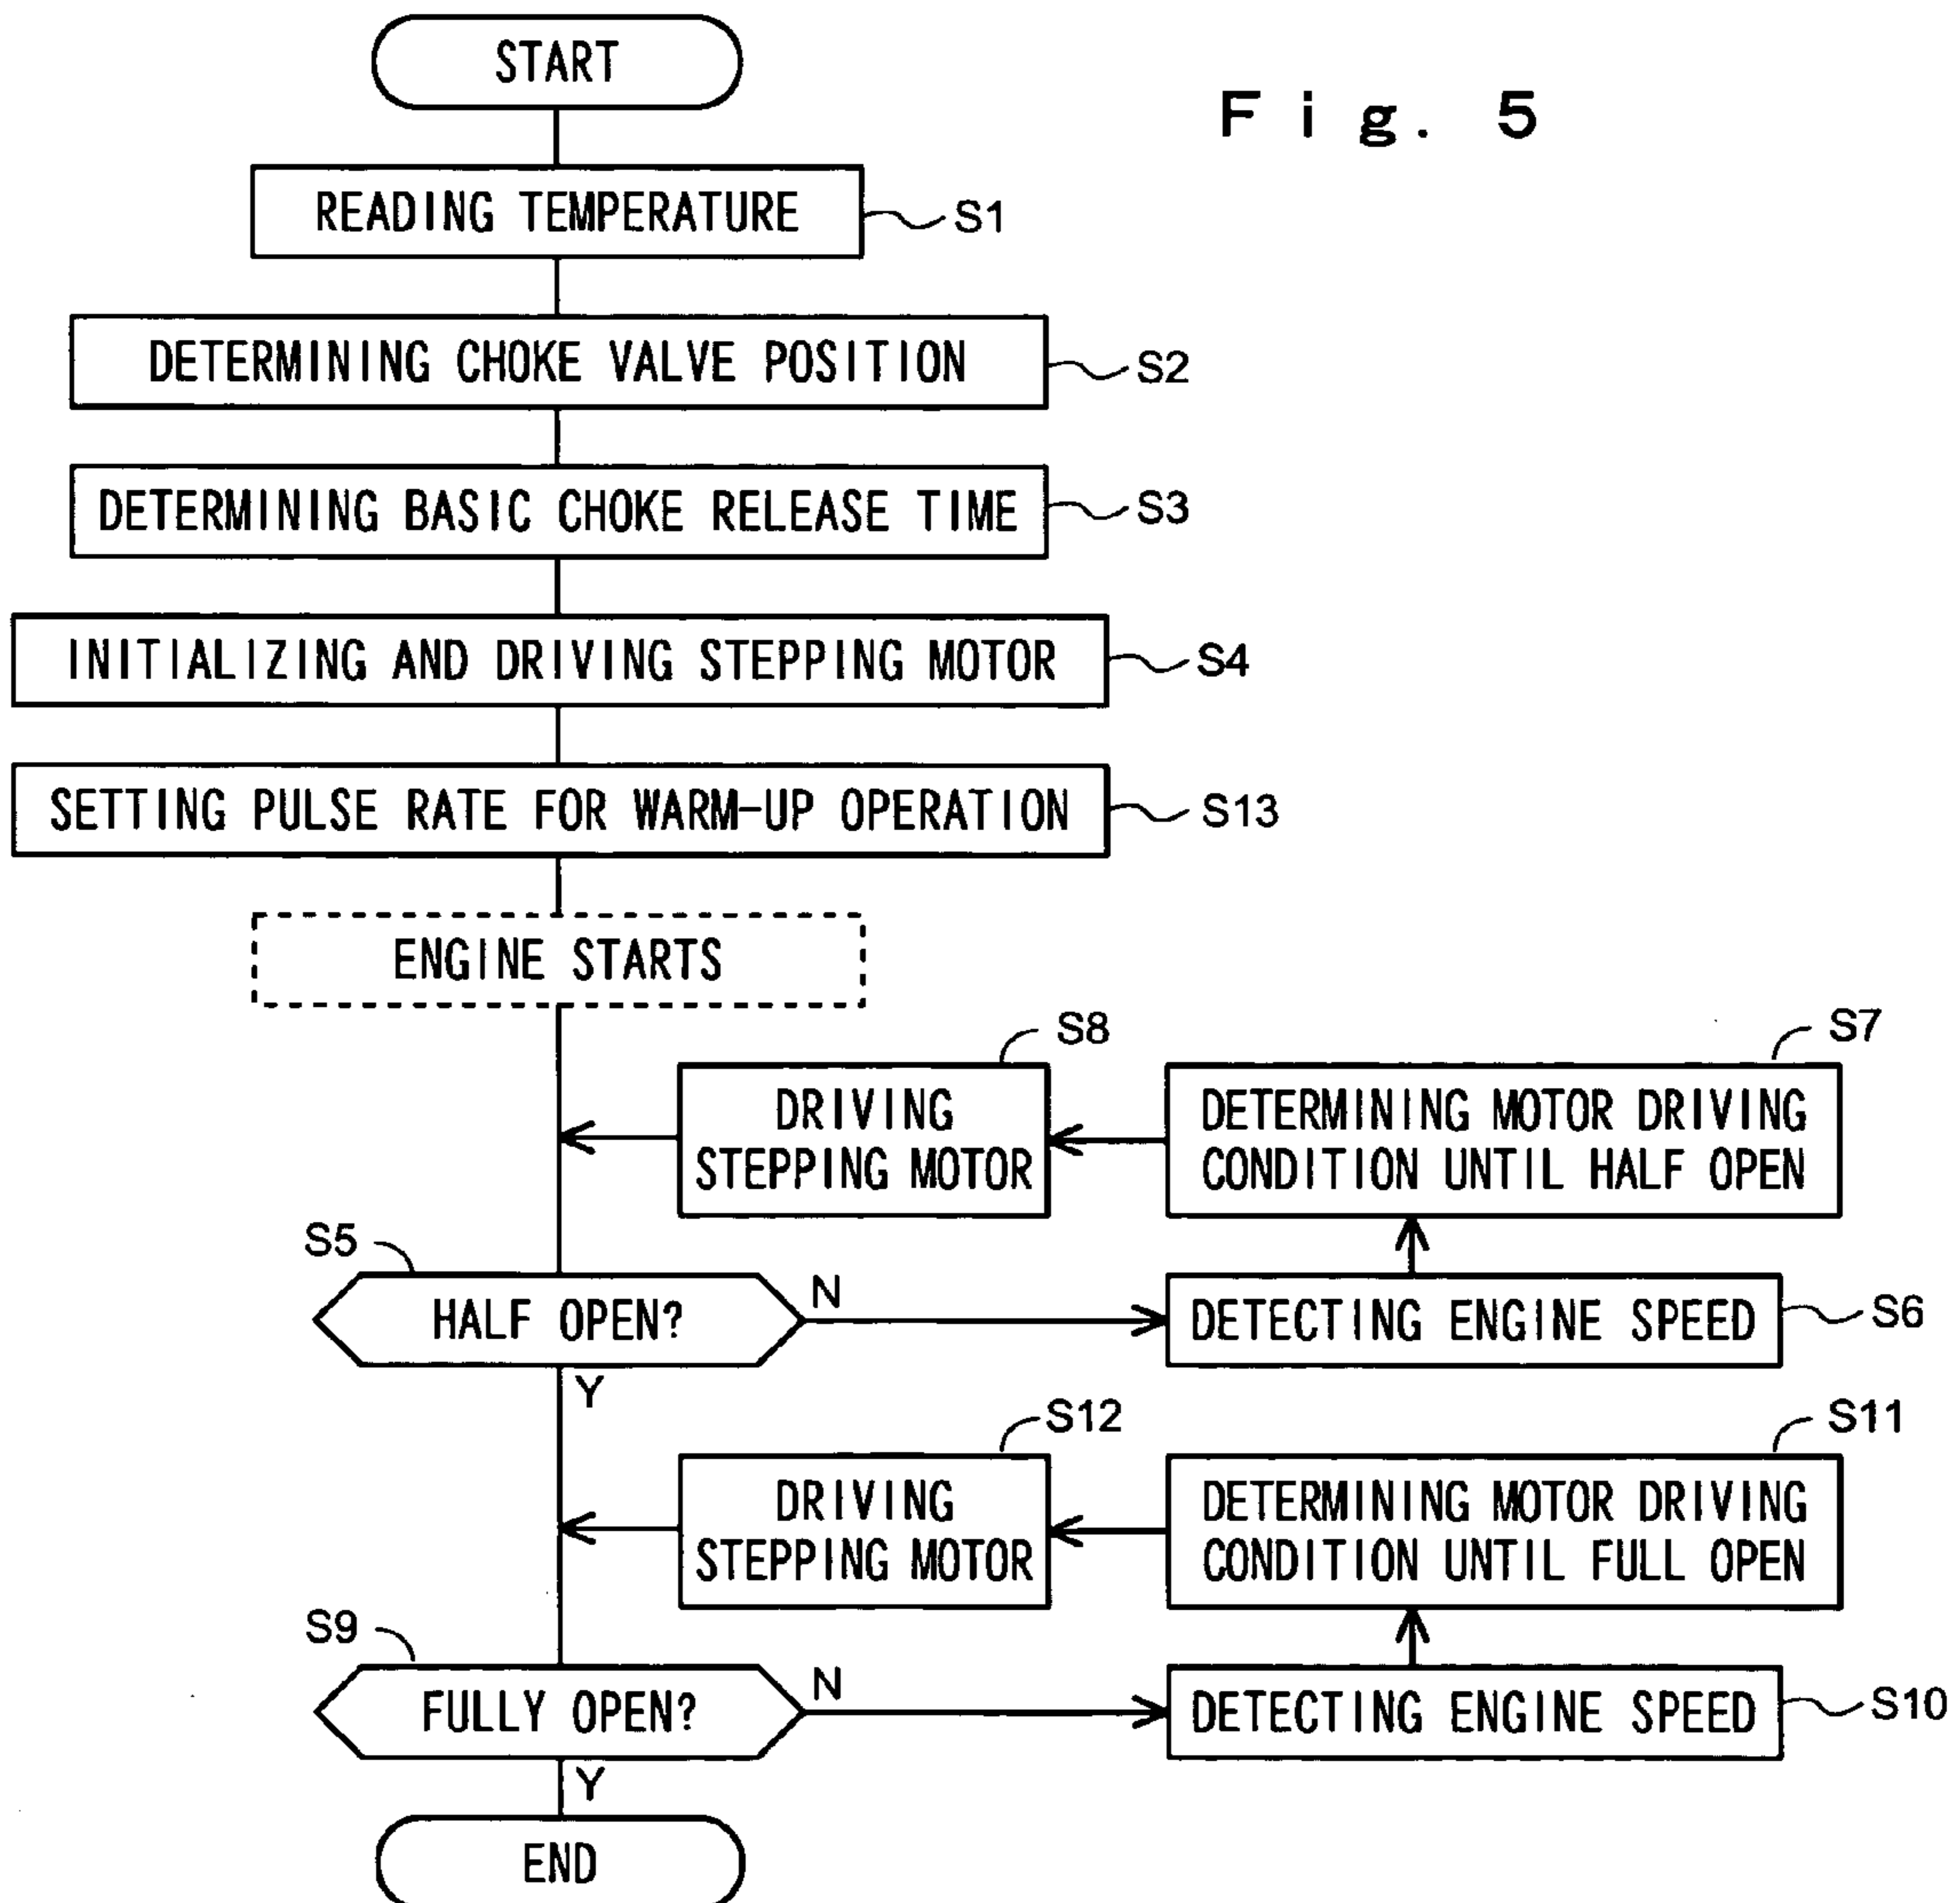 START
Fig. 5
READING TEMPERATURE
S1
DETERMINING CHOKE VALVE POSITION
S2
DETERMINING BASIC CHOKE RELEASE TIME
S3
INITIALIZING AND DRIVING STEPPING MOTOR
S4
SETTING PULSE RATE FOR WARM-UP OPERATION
S13
ENGINE STARTS
S8
DRIVING
STEPPING MOTOR
S7
DETERMINING MOTOR DRIVING
CONDITION UNTIL HALF OPEN
S5
HALF OPEN?
N
Y
DETECTING ENGINE SPEED
S6
S12
DRIVING
STEPPING MOTOR
S11
DETERMINING MOTOR DRIVING
CONDITION UNTIL FULL OPEN
S9
FULLY OPEN?
N
Y
DETECTING ENGINE SPEED
S10
END